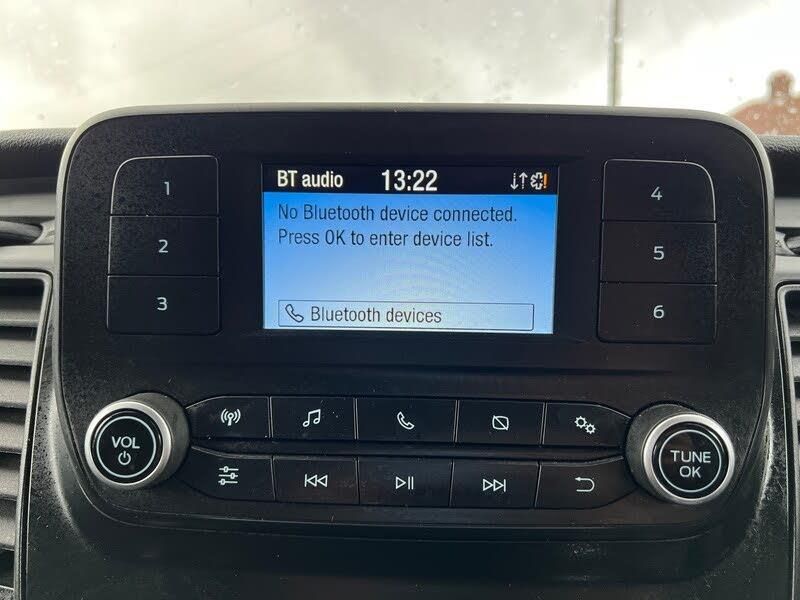 BT audio 13:22
No Bluetooth device connected.
Press OK to enter device list.
Bluetooth devices
1
2
3
4
5
6
VOL
TUNE
OK